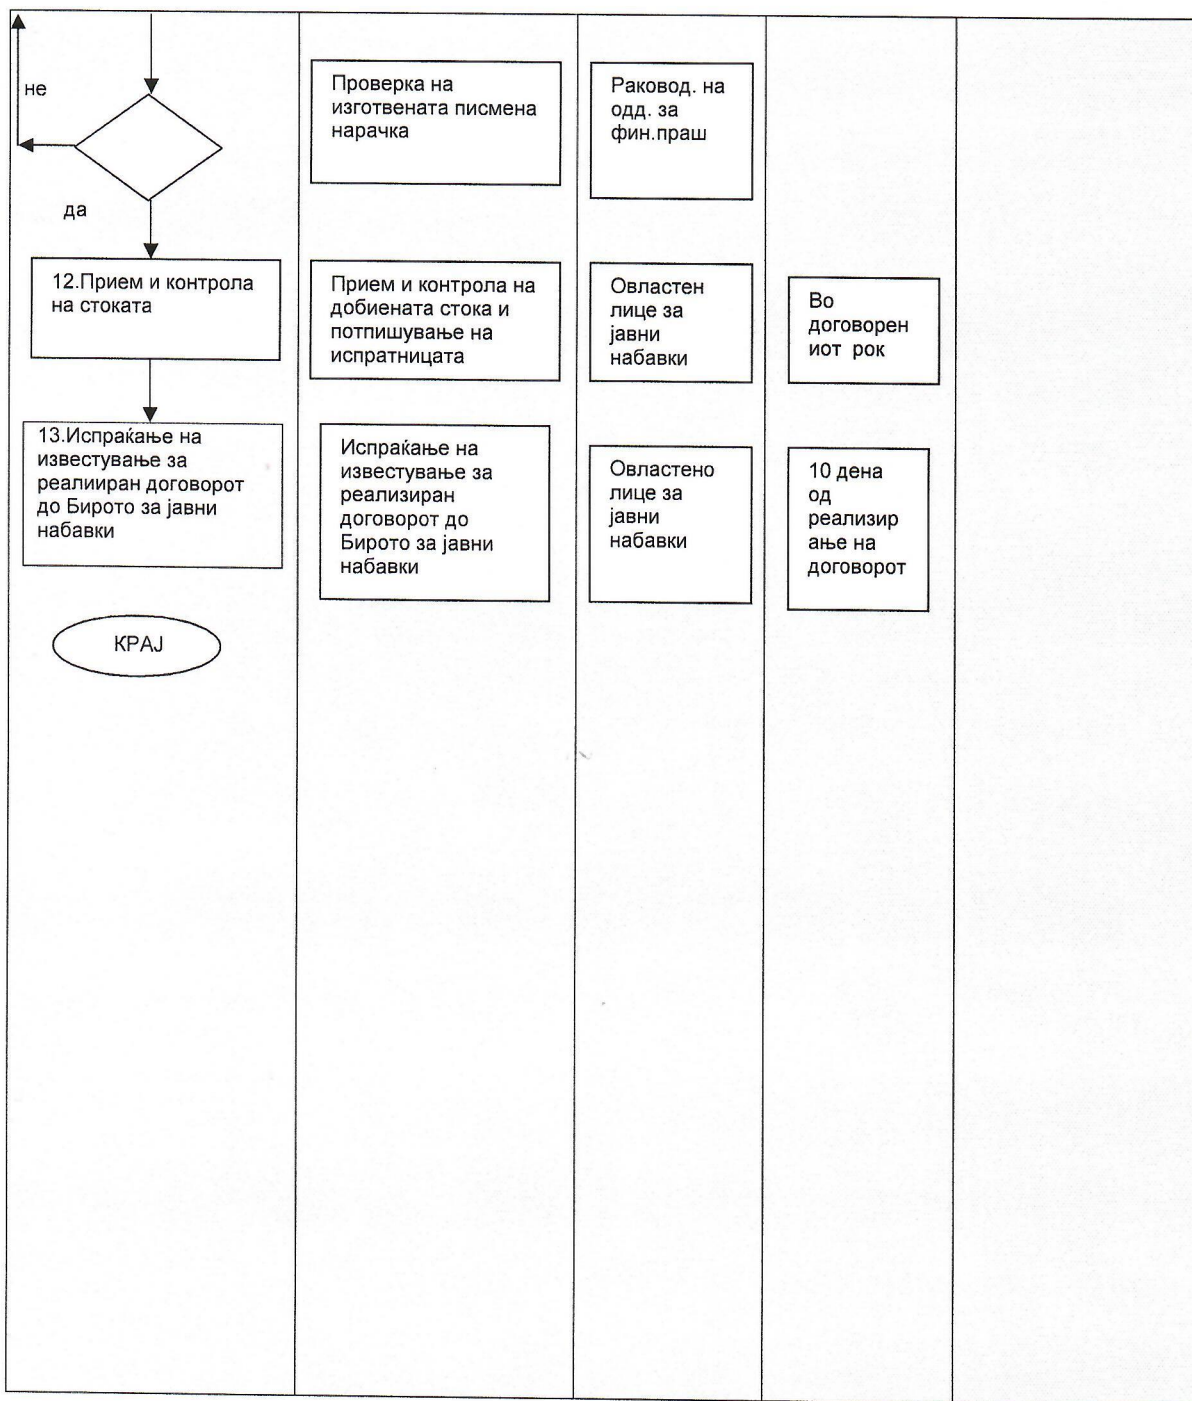 не
да
Проверка на
изготвената писмена
нарачка
Раковод. на
одд. за
фин.праш
12.Прием и контрола
на стоката
Прием и контрола на
добиената стока и
потпишување на
испратницата
Овластен
лице за
јавни
набавки
Во
договорен
иот рок
13.Испраќање на
известување за
реалииран договорот
до Бирото за јавни
набавки
Испраќање на
известување за
реализиран
договорот до
Бирото за јавни
набавки
Овластено
лице за
јавни
набавки
10 дена
од
реализир
ање на
договорот
КРАЈ